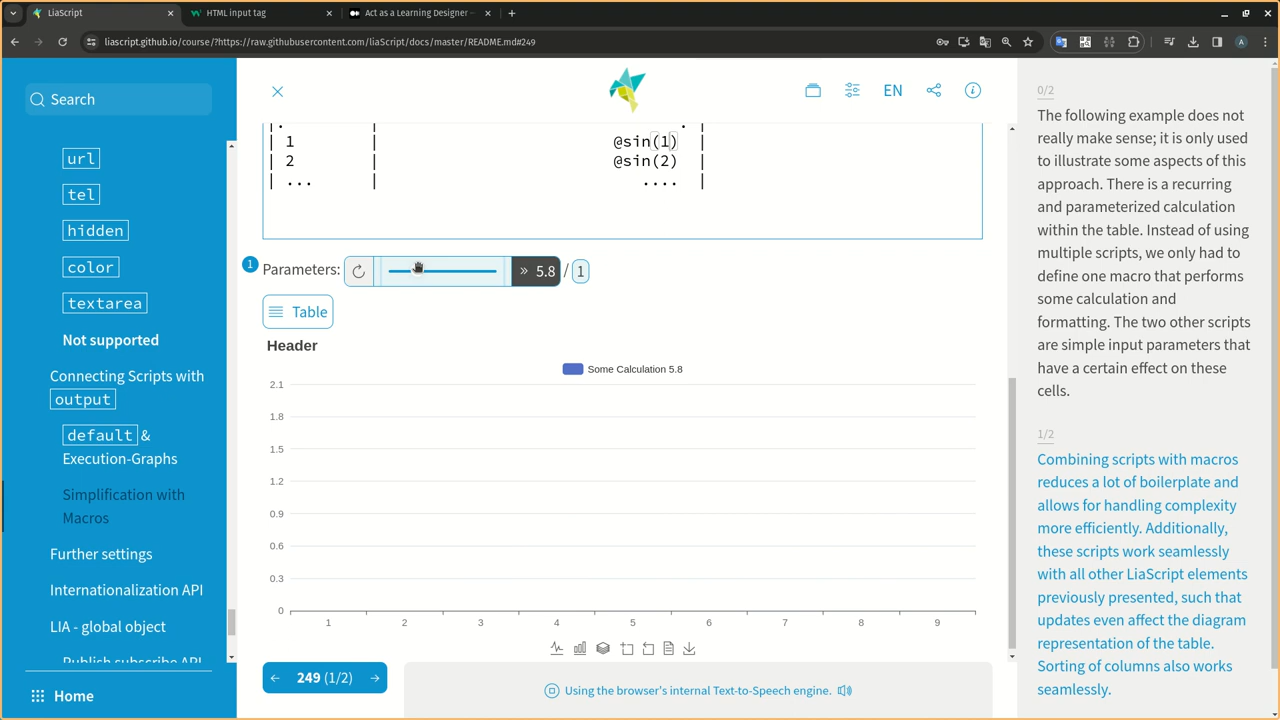 LiaScript
HTML input tag
Act as a Learning Designer -
liascript.github.io/course/?https://raw.githubusercontent.com/liaScript/docs/master/README.md#249
A
Search
url
tel
hidden
color
textarea
Not supported
Connecting Scripts with
output
default &
Execution-Graphs
Simplification with
Macros
Further settings
Internationalization API
LIA - global object
Publish subscribe API
Home
EN
| 1 | @sin(1) |
| 2 | @sin(2) |
| ... | .... |
1 Parameters: » 5.8 / 1
Table
Header
Some Calculation 5.8
2.1
1.8
1.5
1.2
0.9
0.6
0.3
0
1 2 3 4 5 6 7 8 9
← 249 (1/2) →
Using the browser's internal Text-to-Speech engine.
0/2
The following example does not
really make sense; it is only used
to illustrate some aspects of this
approach. There is a recurring
and parameterized calculation
within the table. Instead of using
multiple scripts, we only had to
define one macro that performs
some calculation and
formatting. The two other scripts
are simple input parameters that
have a certain effect on these
cells.
1/2
Combining scripts with macros
reduces a lot of boilerplate and
allows for handling complexity
more efficiently. Additionally,
these scripts work seamlessly
with all other LiaScript elements
previously presented, such that
updates even affect the diagram
representation of the table.
Sorting of columns also works
seamlessly.